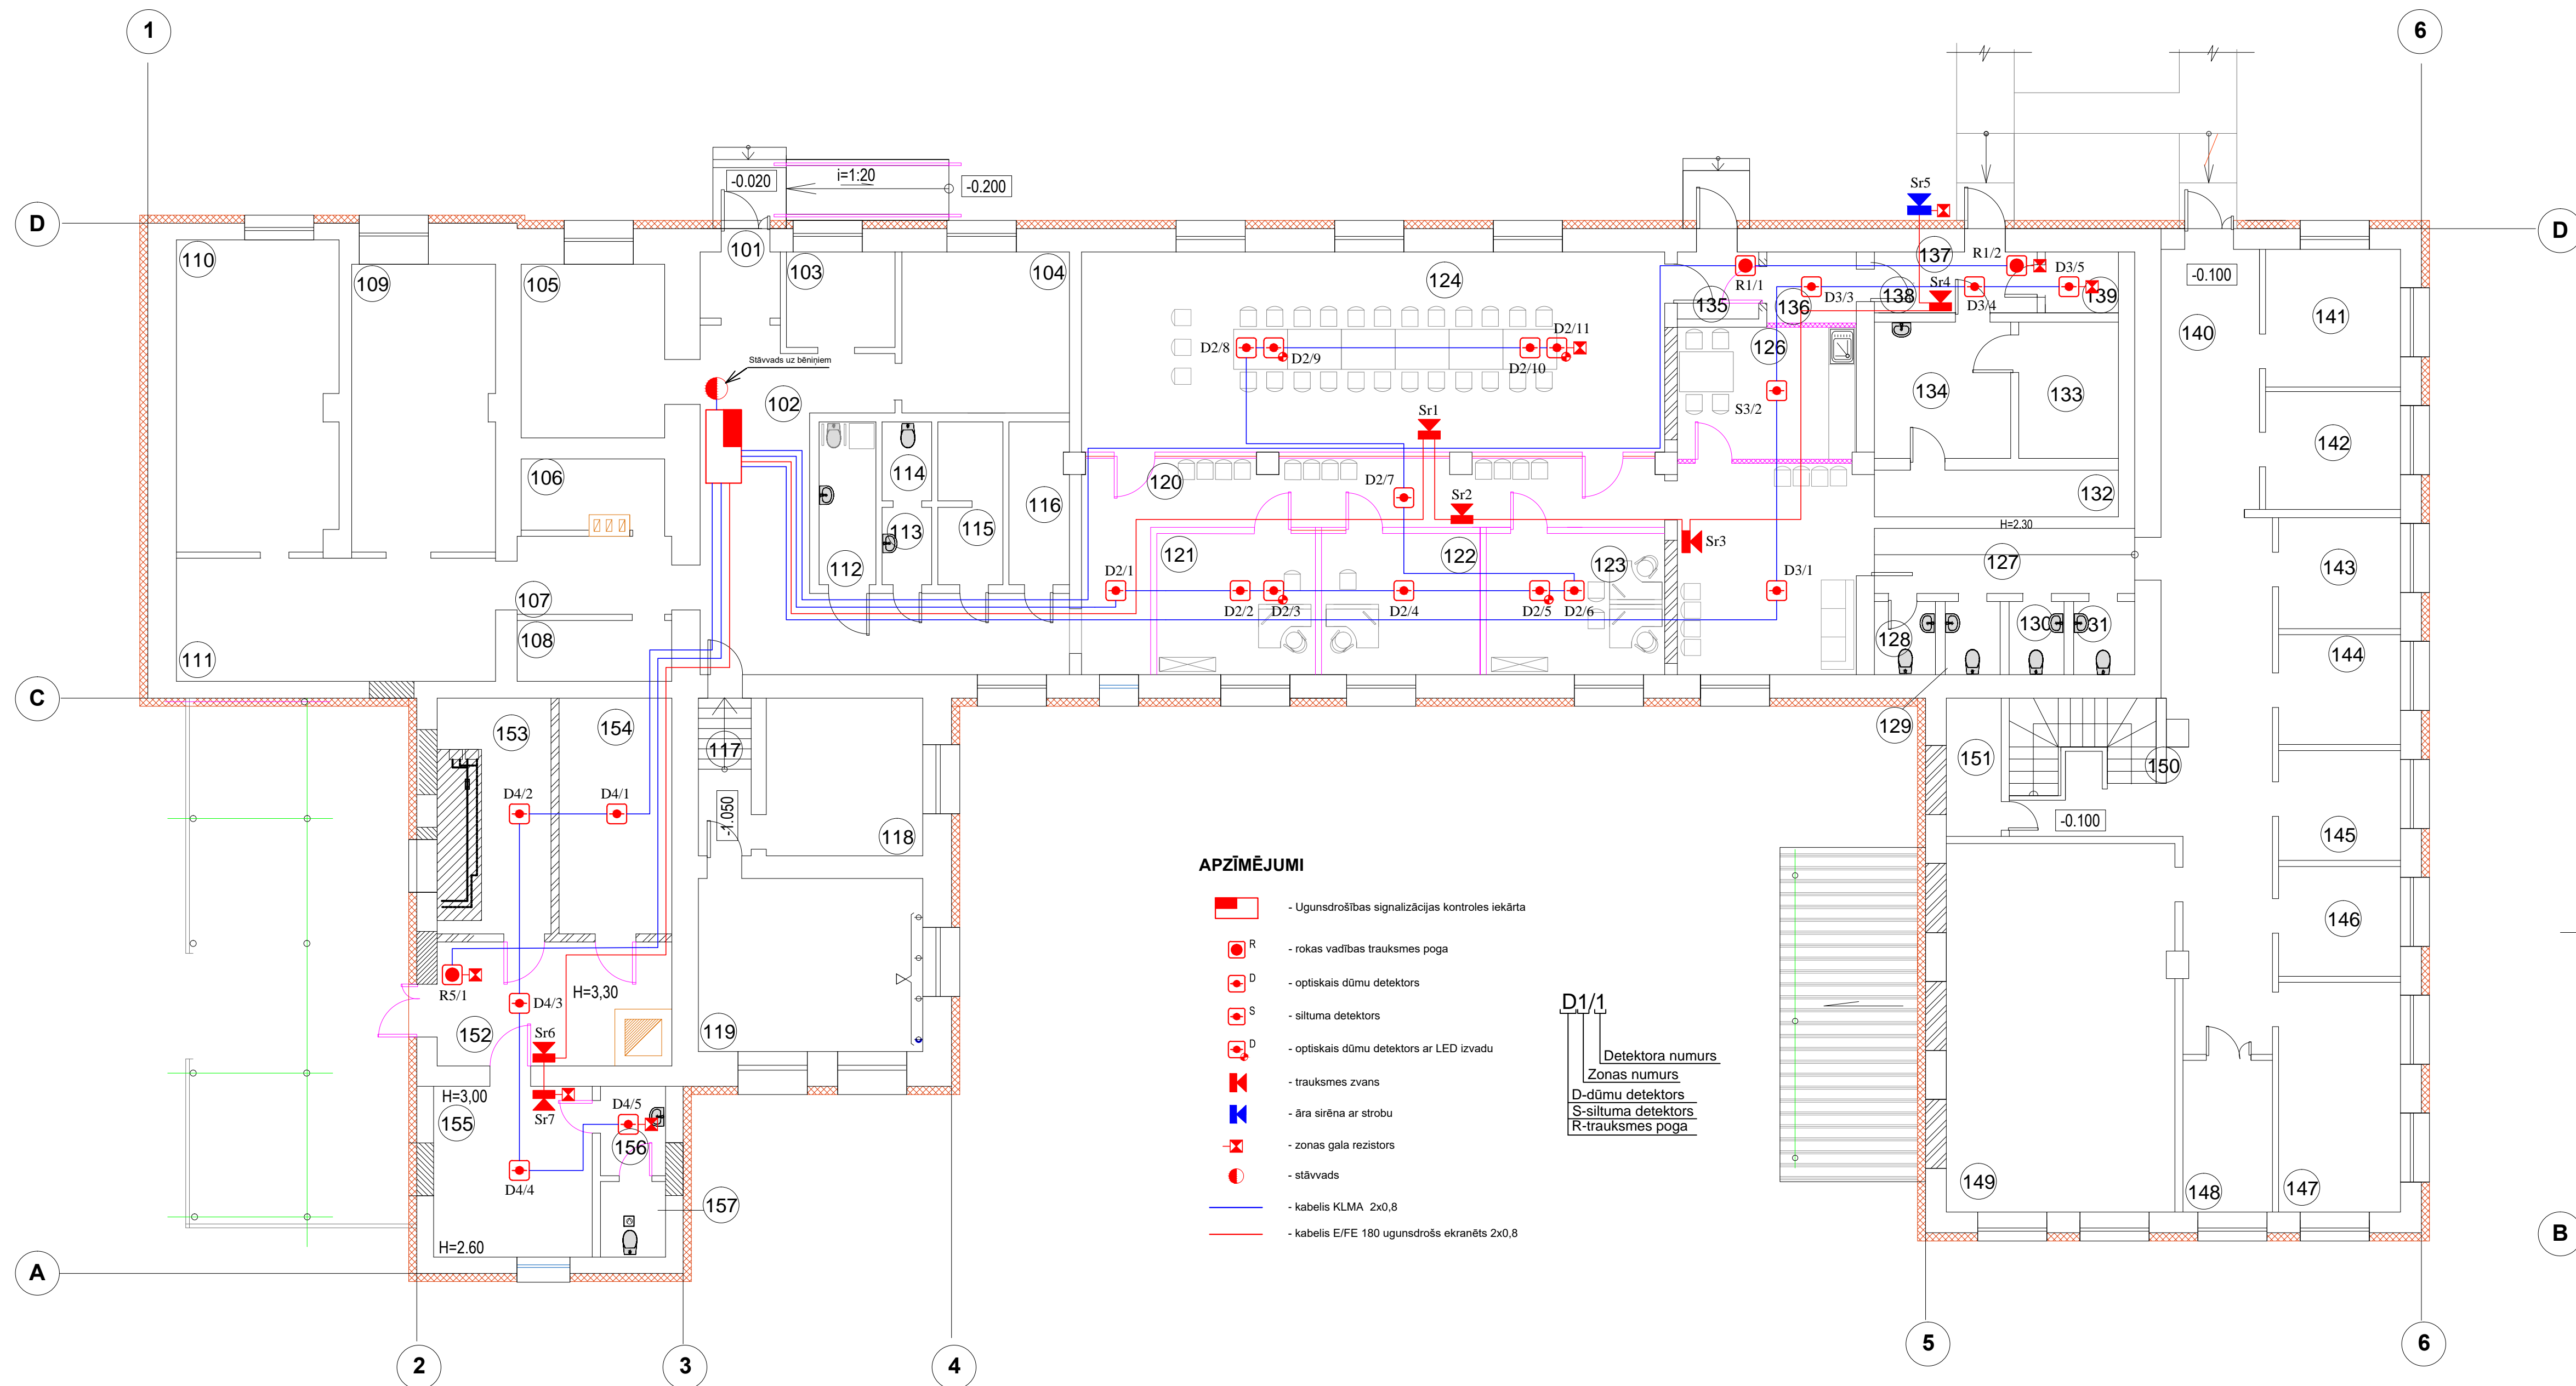 1
6
D
D
-0.020
i=1:20
-0.200
Sr5
110
109
105
101
103
104
124
135
R1/1
136
D3/3
138
137
Sr4
R1/2
D3/4
D3/5
139
-0.100
140
141
D2/8
D2/9
D2/10
D2/11
126
Stāvvads uz bēniņiem
102
S3/2
134
133
142
Sr1
106
114
113
115
116
120
D2/7
Sr2
132
H=2.30
Sr3
112
D2/1
121
122
123
127
143
D3/1
107
108
D2/2
D2/3
D2/4
D2/5
D2/6
128
130
131
144
111
C
153
154
117
129
151
150
D4/2
D4/1
-1.050
118
-0.100
145
APZĪMĒJUMI
- Ugunsdrošības signalizācijas kontroles iekārta
R
- rokas vadības trauksmes poga
D
- optiskais dūmu detektors
S
- siltuma detektors
D
- optiskais dūmu detektors ar LED izvadu
- trauksmes zvans
- āra sirēna ar strobu
- zonas gala rezistors
- stāvvads
- kabelis KLMA 2x0,8
- kabelis E/FE 180 ugunsdrošs ekranēts 2x0,8
D1/1
Detektora numurs
Zonas numurs
D-dūmu detektors
S-siltuma detektors
R-trauksmes poga
146
R5/1
D4/3
H=3,30
152
Sr6
119
H=3,00
155
Sr7
D4/5
156
D4/4
157
H=2.60
149
148
147
B
A
2
3
4
5
6